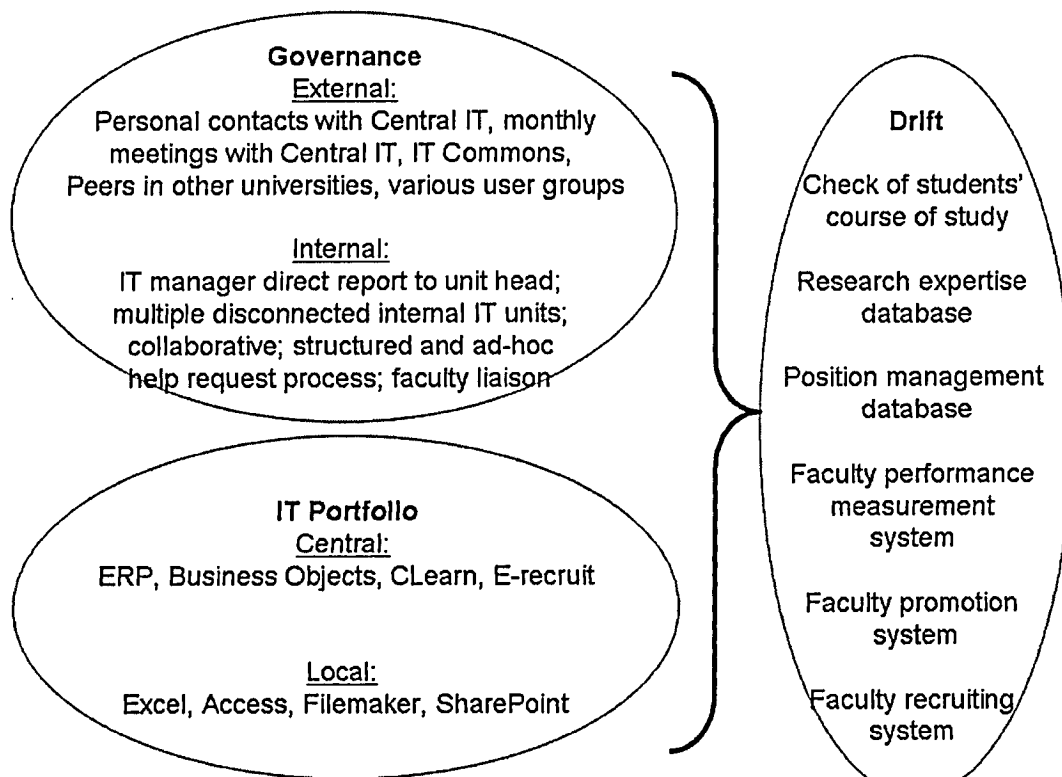 Governance
External:
Personal contacts with Central IT, monthly
meetings with Central IT, IT Commons,
Peers in other universities, various user groups
Internal:
IT manager direct report to unit head;
multiple disconnected internal IT units;
collaborative; structured and ad-hoc
help request process; faculty liaison
IT Portfolio
Central:
ERP, Business Objects, CLearn, E-recruit
Local:
Excel, Access, Filemaker, SharePoint
Drift
Check of students'
course of study
Research expertise
database
Position management
database
Faculty performance
measurement
system
Faculty promotion
system
Faculty recruiting
system